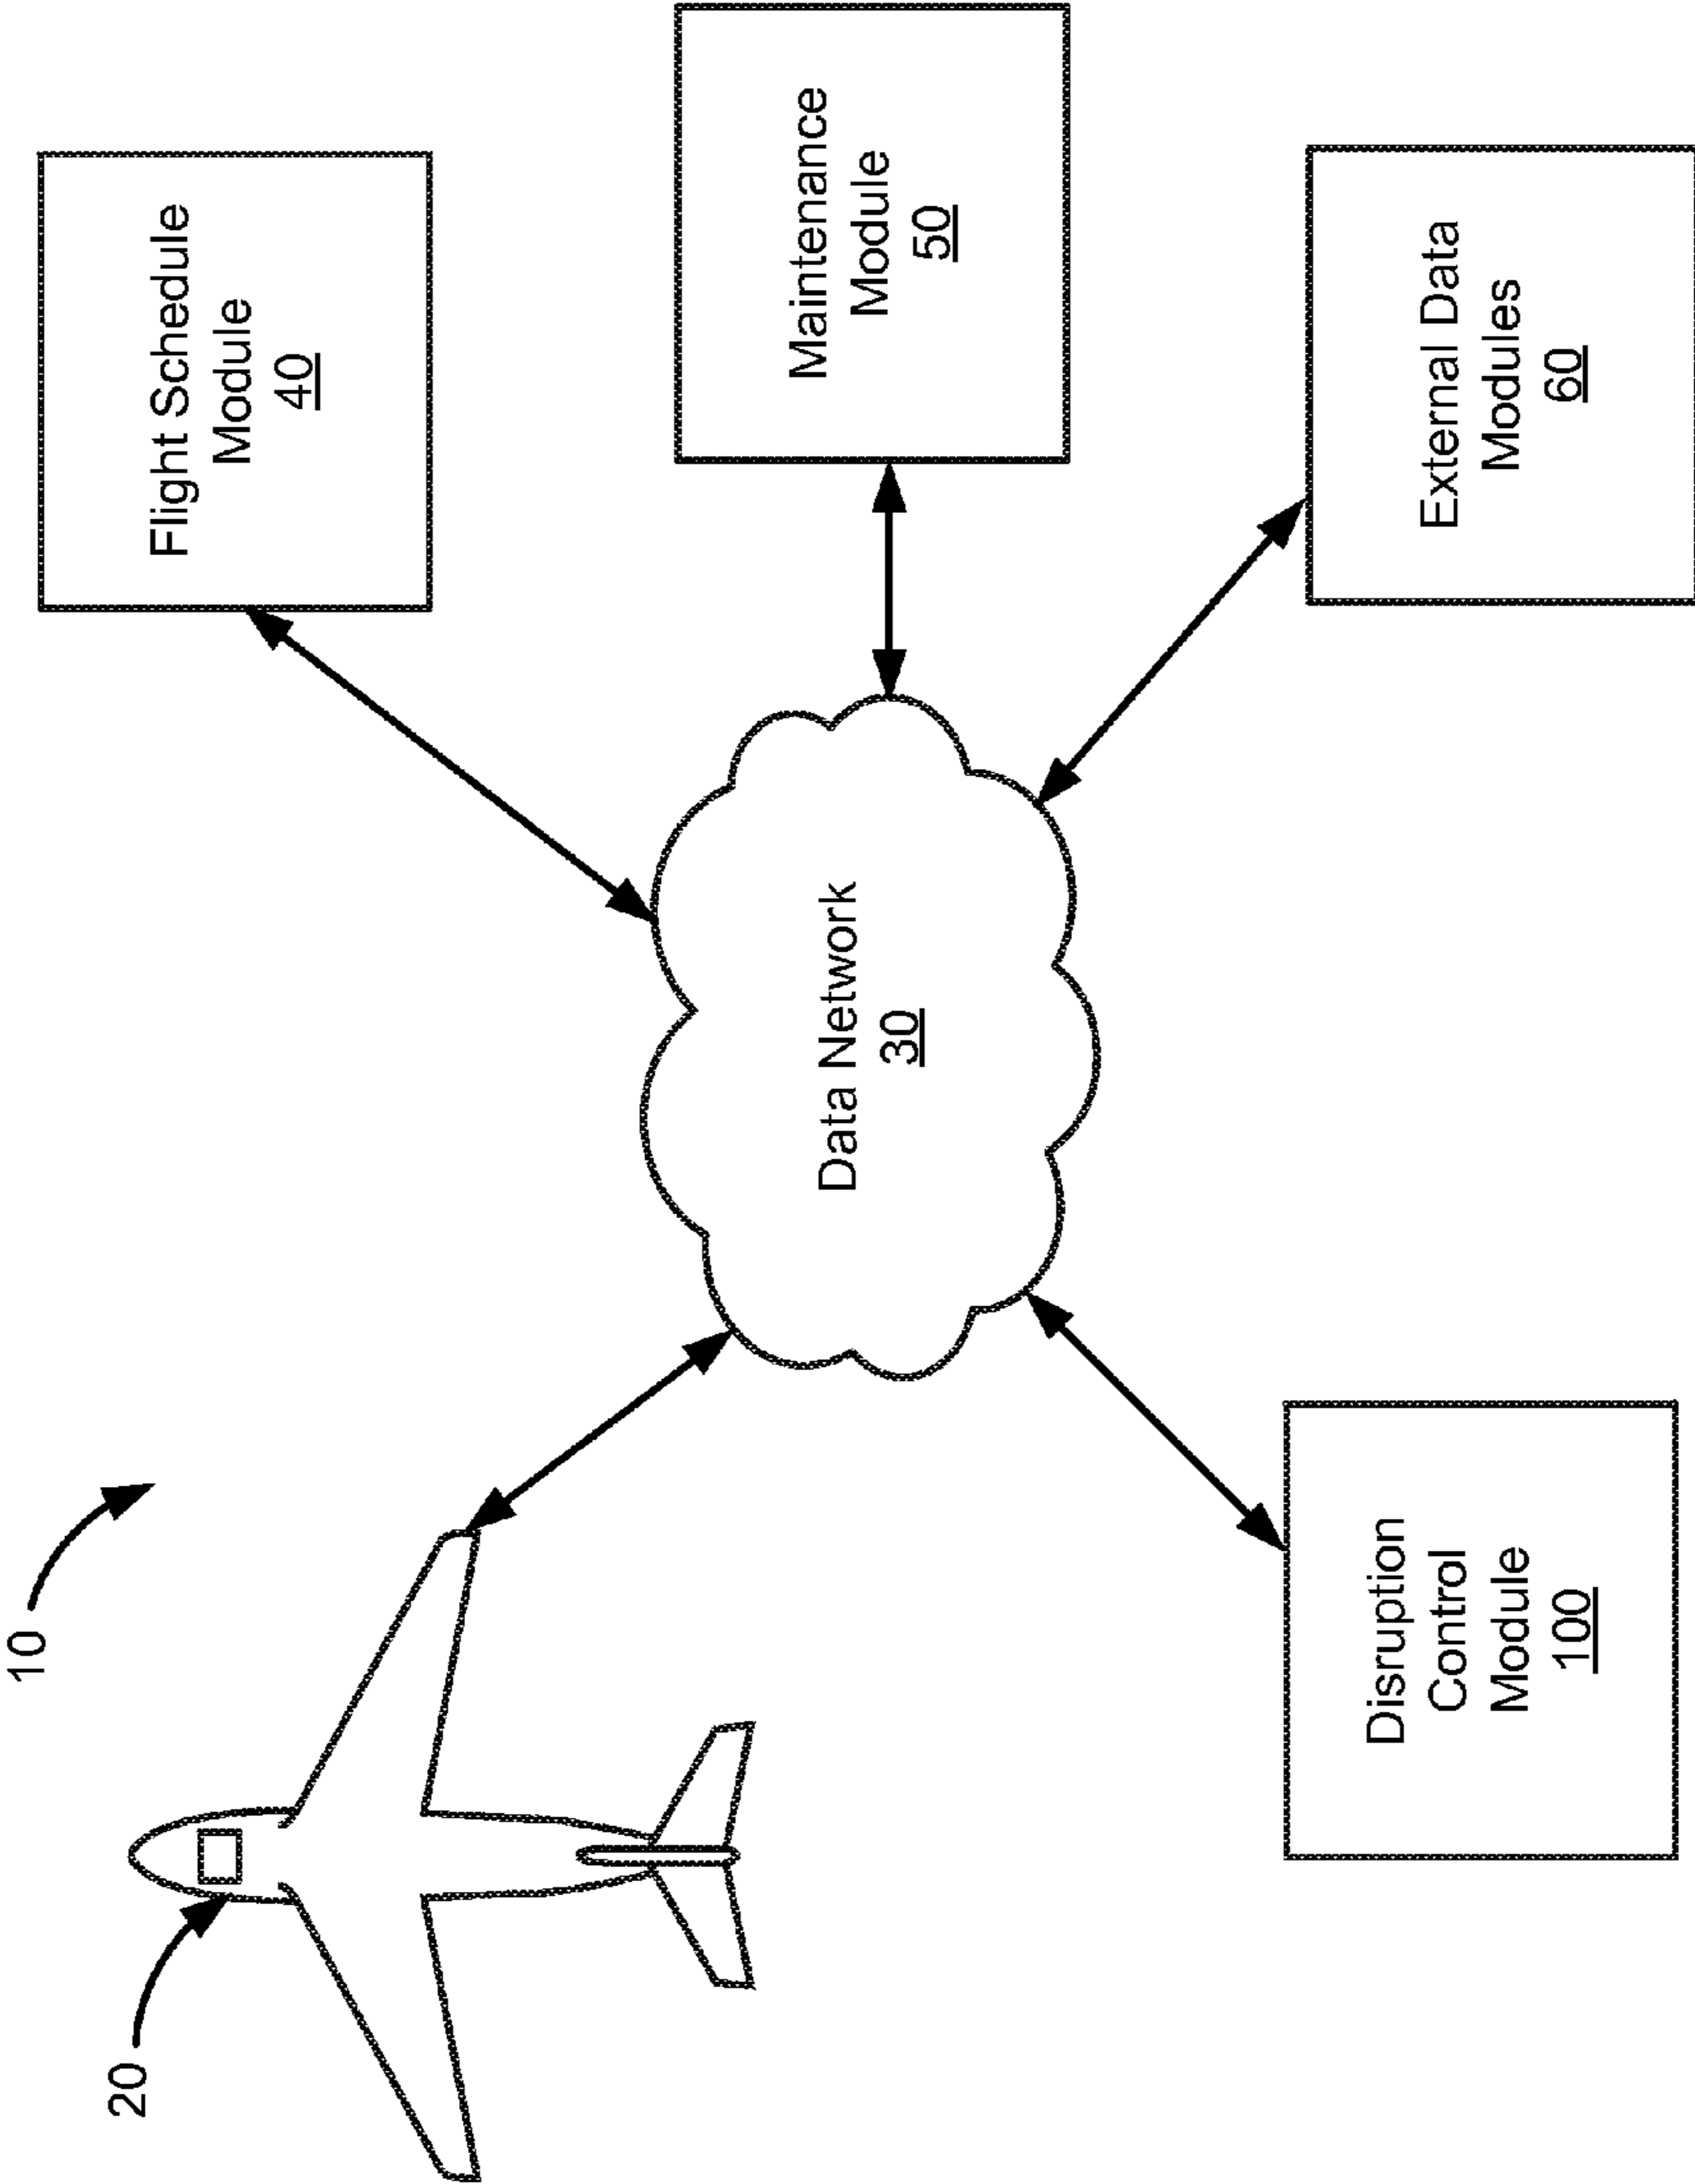 10
20
Flight Schedule
Module
40
Data Network
30
Maintenance
Module
50
Disruption
Control
Module
100
External Data
Modules
60